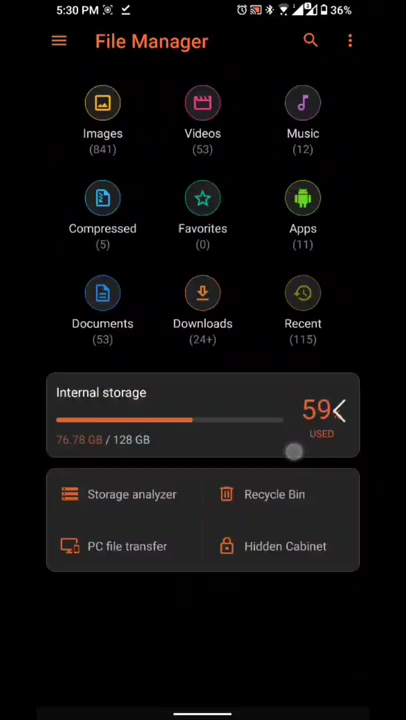 5:30 PM 36%
File Manager
Images Videos Music
(841) (53) (12)
Compressed Favorites Apps
(5) (0) (11)
Documents Downloads Recent
(53) (24+) (115)
Internal storage
59
USED
76.78 GB / 128 GB
Storage analyzer Recycle Bin
PC file transfer Hidden Cabinet